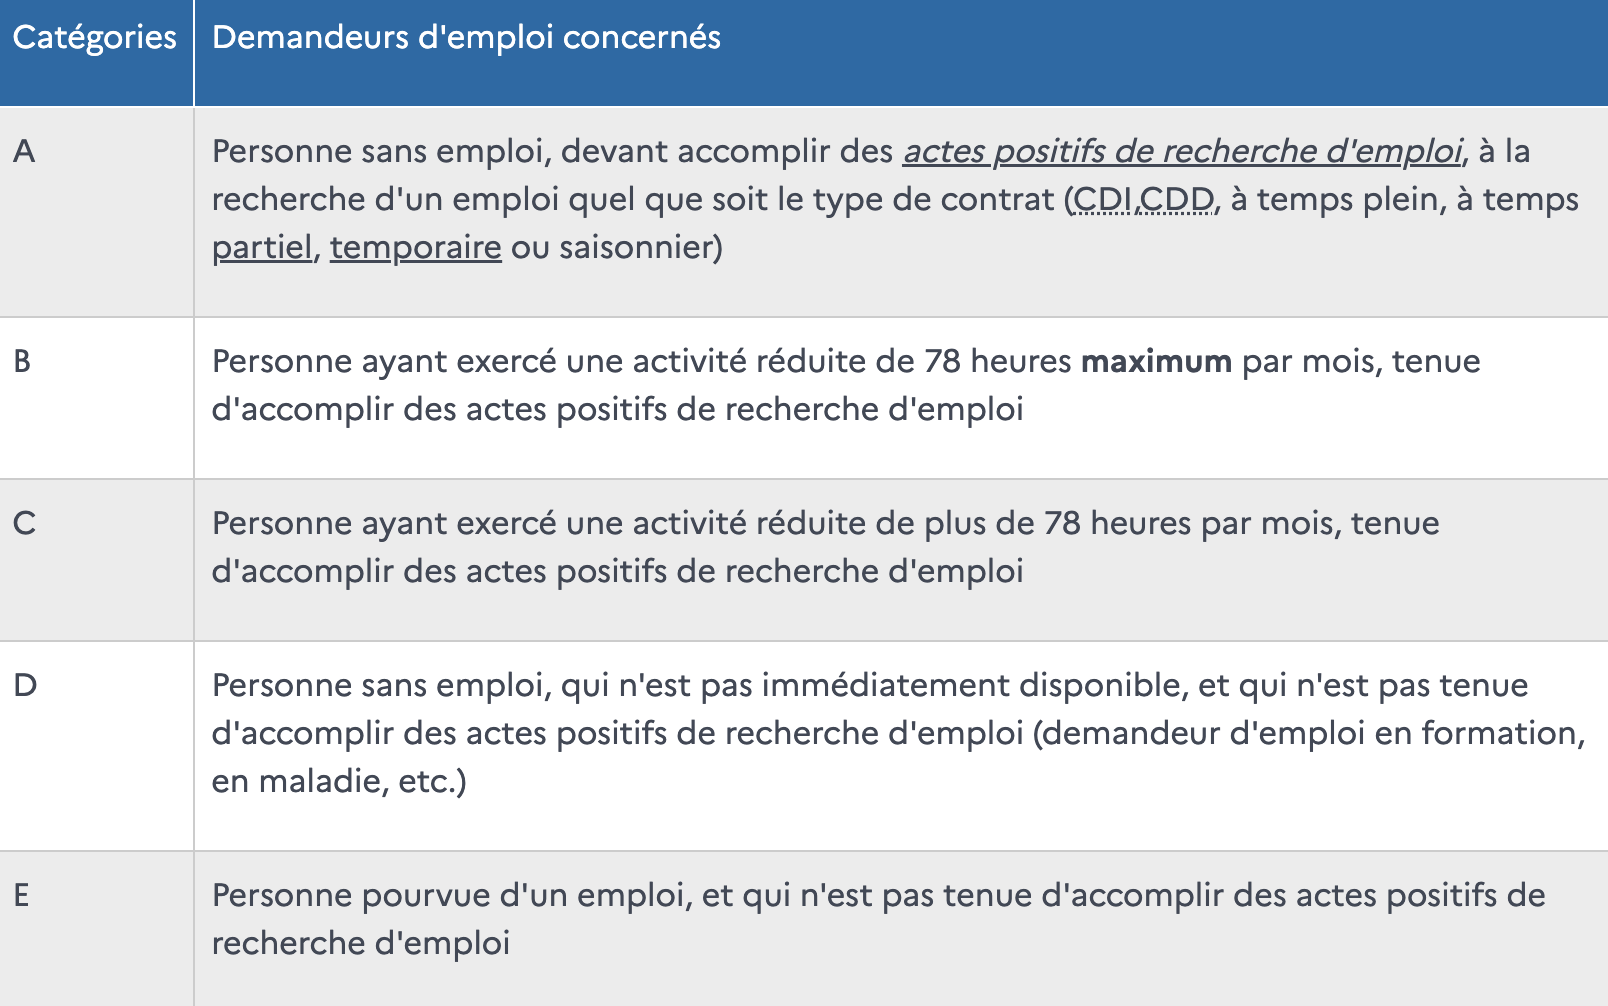 Catégories
Demandeurs d'emploi concernés
A
Personne sans emploi, devant accomplir des actes positifs de recherche d'emploi, à la
recherche d'un emploi quel que soit le type de contrat (CDI,CDD, à temps plein, à temps
partiel, temporaire ou saisonnier)
B
Personne ayant exercé une activité réduite de 78 heures maximum par mois, tenue
d'accomplir des actes positifs de recherche d'emploi
C
Personne ayant exercé une activité réduite de plus de 78 heures par mois, tenue
d'accomplir des actes positifs de recherche d'emploi
D
Personne sans emploi, qui n'est pas immédiatement disponible, et qui n'est pas tenue
d'accomplir des actes positifs de recherche d'emploi (demandeur d'emploi en formation,
en maladie, etc.)
E
Personne pourvue d'un emploi, et qui n'est pas tenue d'accomplir des actes positifs de
recherche d'emploi